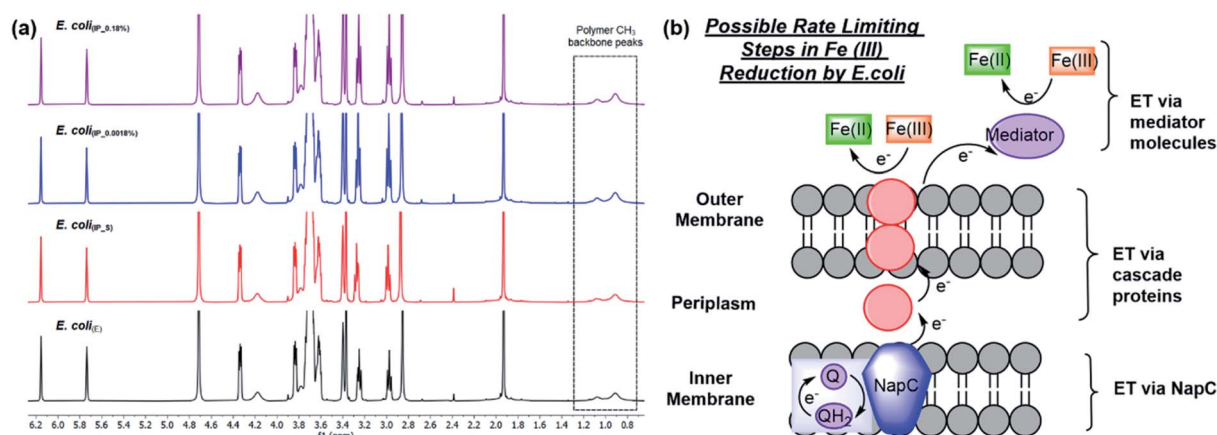 (a)
E. coli(IP_0.18%)
Polymer CH3
backbone peaks
E. coli(IP_0.0018%)
E. coli(IP_S)
E. coli(E)
6.2 6.0 5.8 5.6 5.4 5.2 5.0 4.8 4.6 4.4 4.2 4.0 3.8 3.6 3.4 3.2 3.0 2.8 2.6 2.4 2.2 2.0 1.8 1.6 1.4 1.2 1.0 0.8
(b)
Possible Rate Limiting
Steps in Fe (III)
Reduction by E.coli
Fe(II) Fe(III)
e-
ET via
mediator
molecules
Mediator
Fe(II) Fe(III)
e-
e-
Outer
Membrane
ET via
cascade
proteins
Periplasm
e-
e-
Inner
Membrane
Q
e-
QH2
NapC
ET via NapC